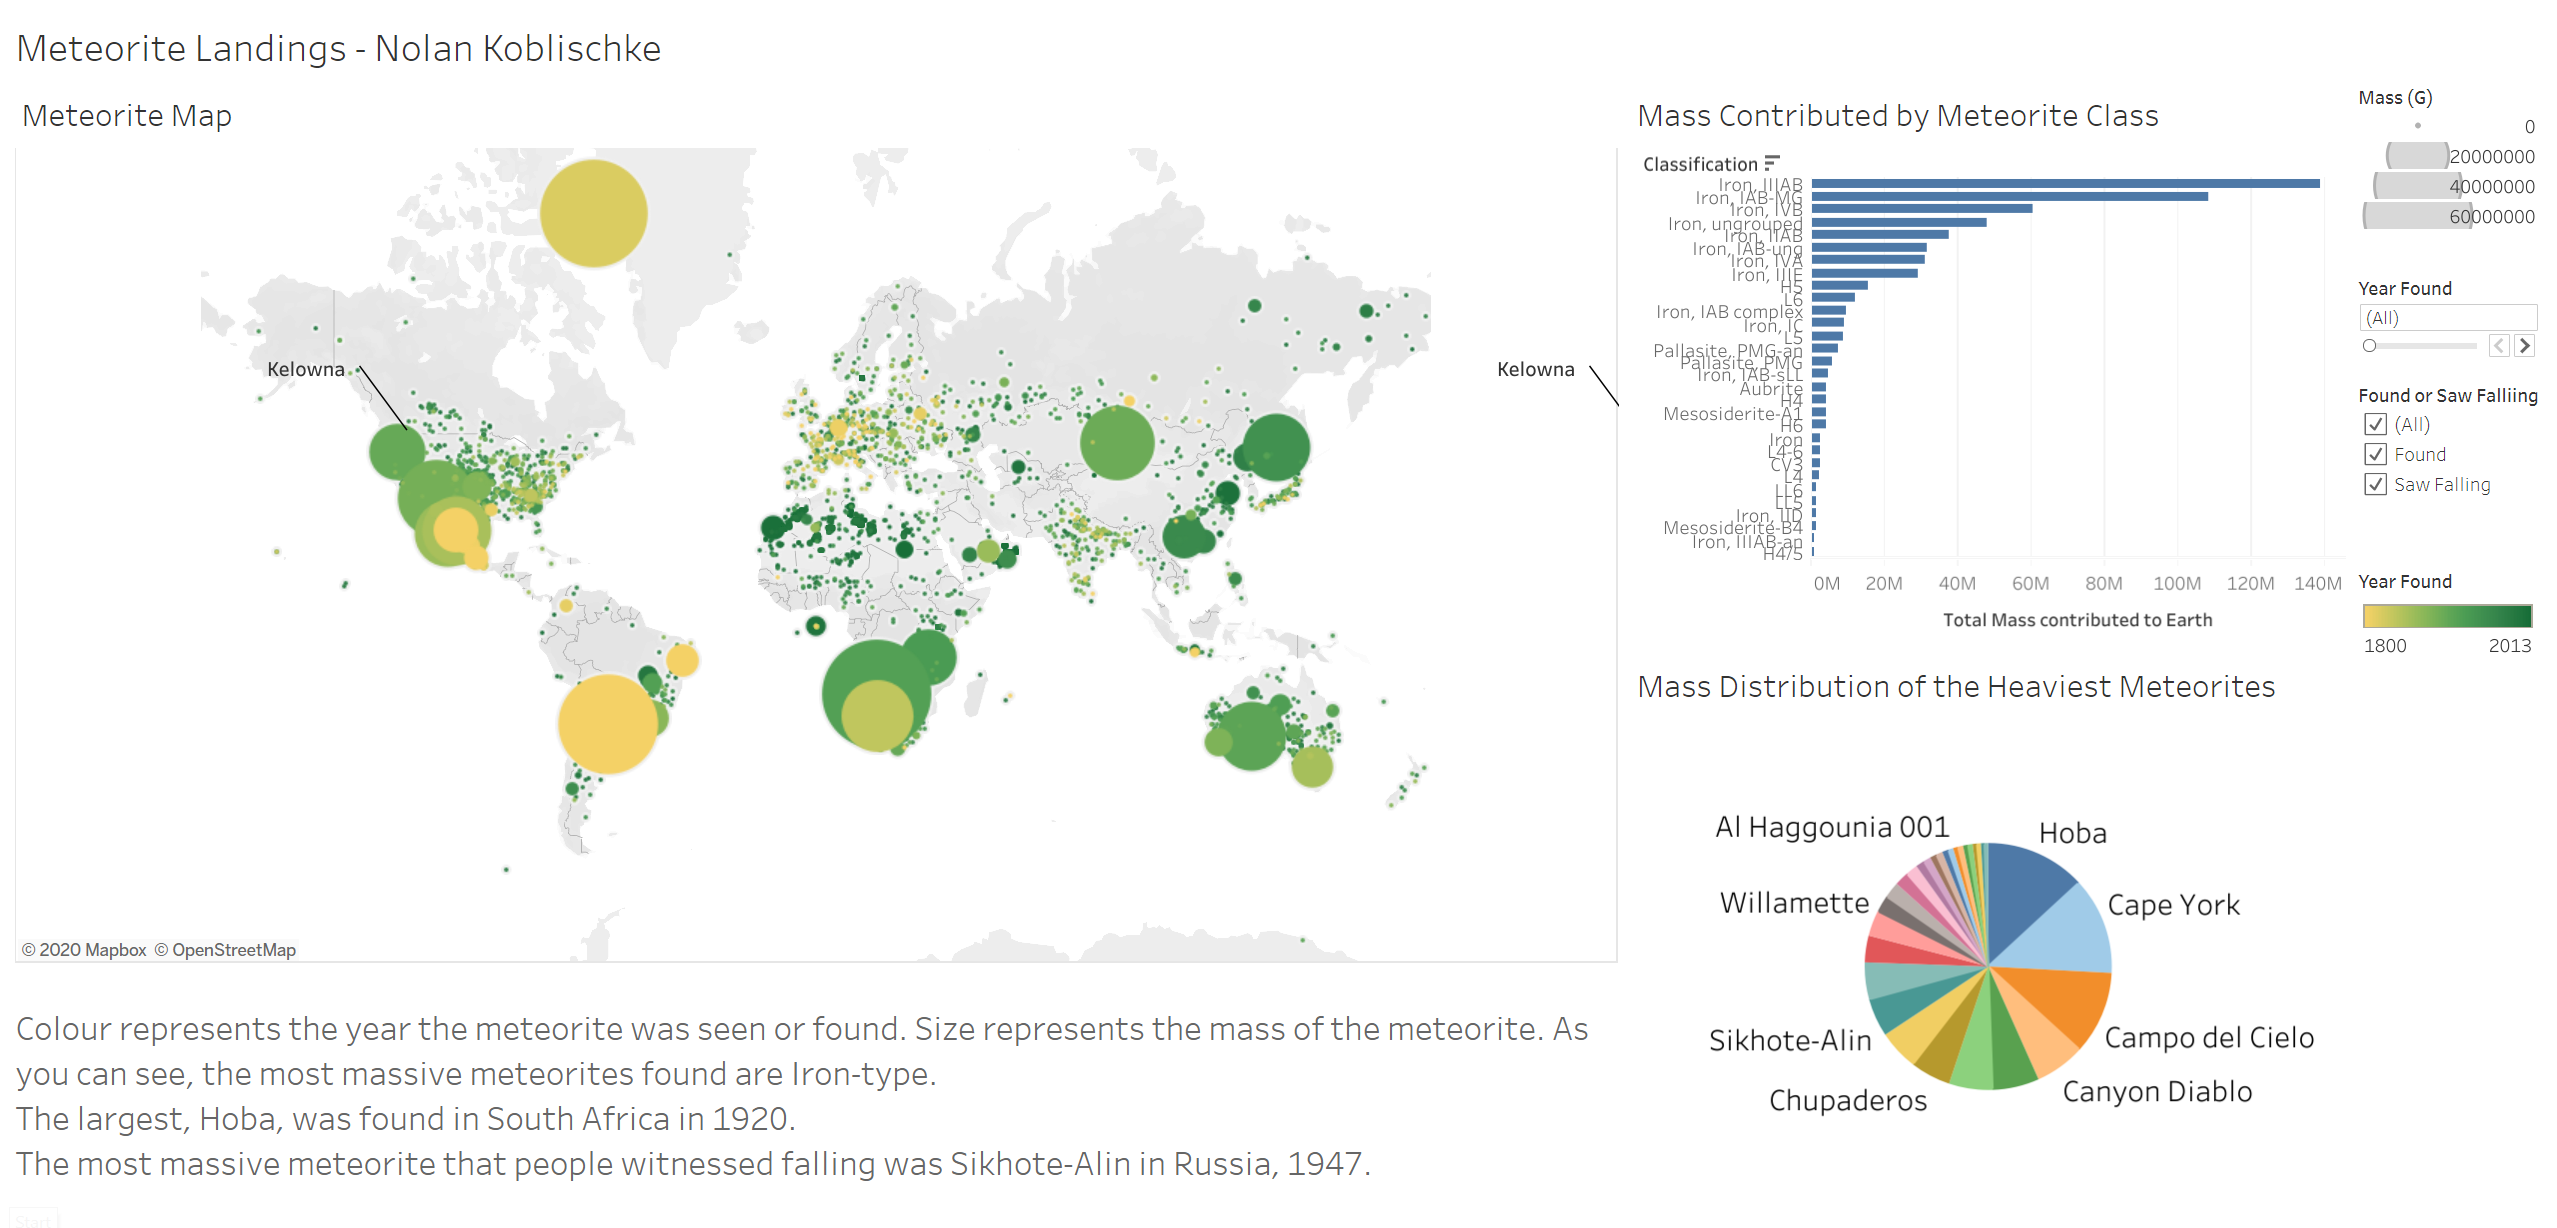 Meteorite Landings - Nolan Koblischke
Meteorite Map
Kelowna
Kelowna
© 2020 Mapbox © OpenStreetMap
Mass Contributed by Meteorite Class
Classification
Iron, IIIAB
Iron, IAB-MG
Iron, IVB
Iron, ungrouped
Iron, IIAB
Iron, IAB-ung
Iron, IVA
Iron, IIIE
H5
L6
Iron, IAB complex
Iron, IC
L5
Pallasite, PMG-an
Pallasite, PMG
Iron, IAB-sLL
Aubrite
H4
Mesosiderite-A1
H6
Iron
L4-6
CV3
L4
LL6
LL5
Iron, IID
Mesosiderite-B4
Iron, IIIAB-an
H4/5
0M 20M 40M 60M 80M 100M 120M 140M
Total Mass contributed to Earth
Mass (G)
0
20000000
40000000
60000000
Year Found
(All)
Found or Saw Falliing
(All)
Found
Saw Falling
Year Found
1800 2013
Mass Distribution of the Heaviest Meteorites
Al Haggounia 001
Hoba
Willamette
Cape York
Sikhote-Alin
Campo del Cielo
Chupaderos
Canyon Diablo
Colour represents the year the meteorite was seen or found. Size represents the mass of the meteorite. As
you can see, the most massive meteorites found are Iron-type.
The largest, Hoba, was found in South Africa in 1920.
The most massive meteorite that people witnessed falling was Sikhote-Alin in Russia, 1947.
Start